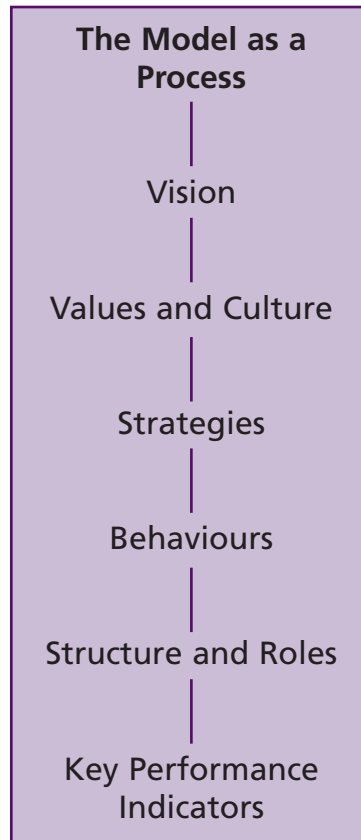 The Model as a
Process
Vision
Values and Culture
Strategies
Behaviours
Structure and Roles
Key Performance
Indicators